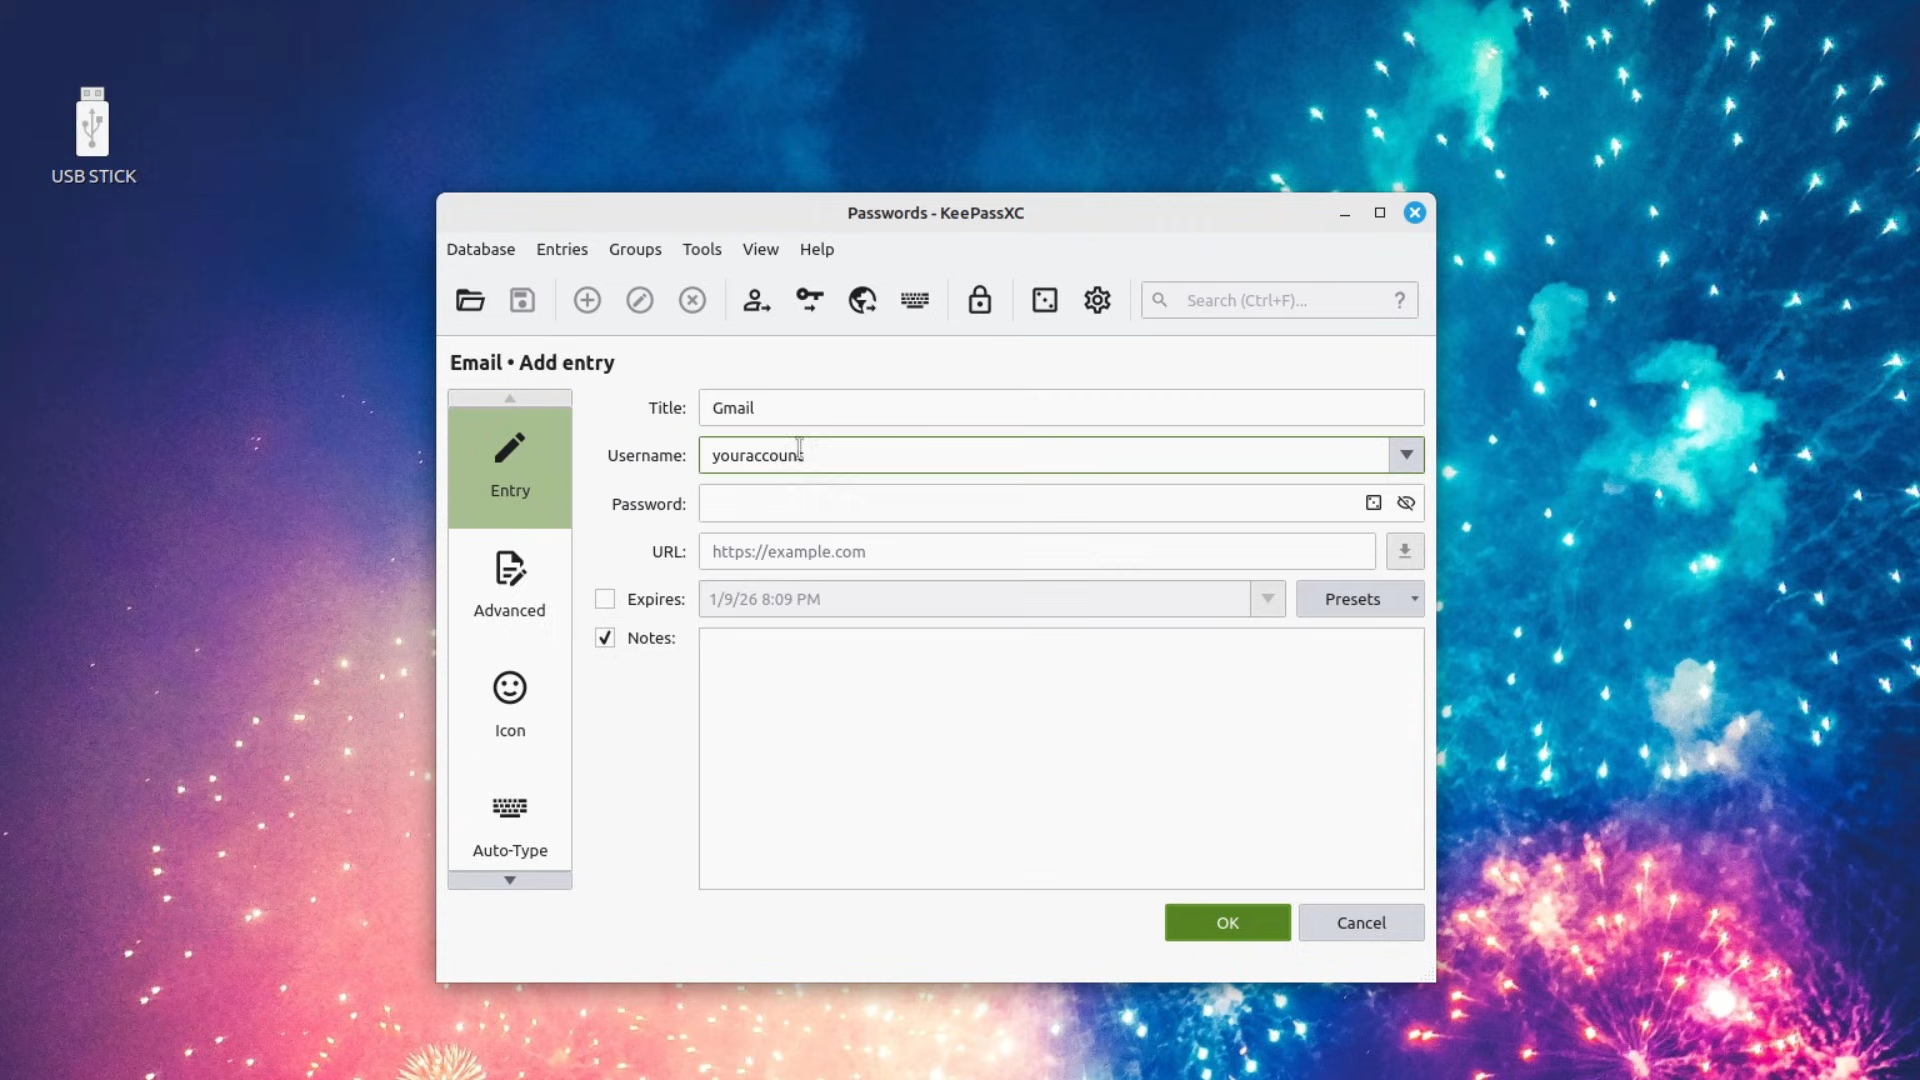 USB STICK
Passwords - KeePassXC
Database Entries Groups Tools View Help
Search (Ctrl+F)... ?
Email • Add entry
Title: Gmail
Username: youraccount
Password:
URL: https://example.com
Expires: 1/9/26 8:09 PM Presets
Notes:
Entry
Advanced
Icon
Auto-Type
OK Cancel